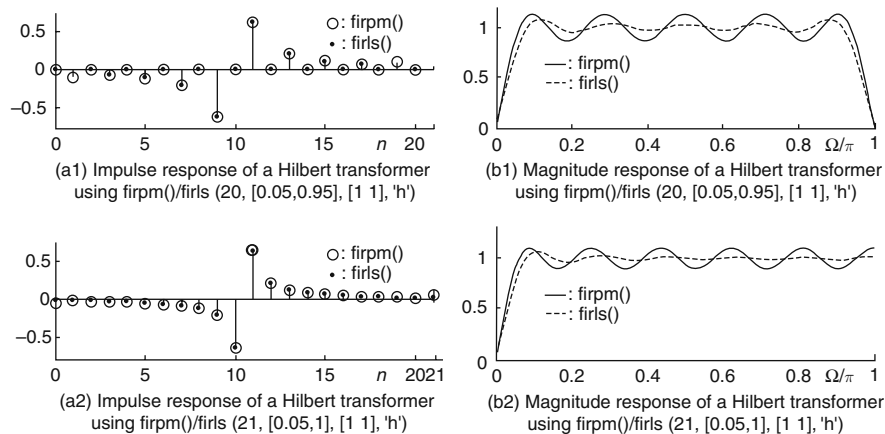 0.5
0
−0.5
: firpm()
: firls()
0 5 10 15 n 20
(a1) Impulse response of a Hilbert transformer
using firpm()/firls (20, [0.05,0.95], [1 1], 'h')
1
0.5
0
: firpm()
: firls()
0 0.2 0.4 0.6 0.8 Ω/π 1
(b1) Magnitude response of a Hilbert transformer
using firpm()/firls (20, [0.05,0.95], [1 1], 'h')
0.5
0
−0.5
: firpm()
: firls()
0 5 10 15 n 2021
(a2) Impulse response of a Hilbert transformer
using firpm()/firls (21, [0.05,1], [1 1], 'h')
1
0.5
0
: firpm()
: firls()
0 0.2 0.4 0.6 0.8 Ω/π 1
(b2) Magnitude response of a Hilbert transformer
using firpm()/firls (21, [0.05,1], [1 1], 'h')